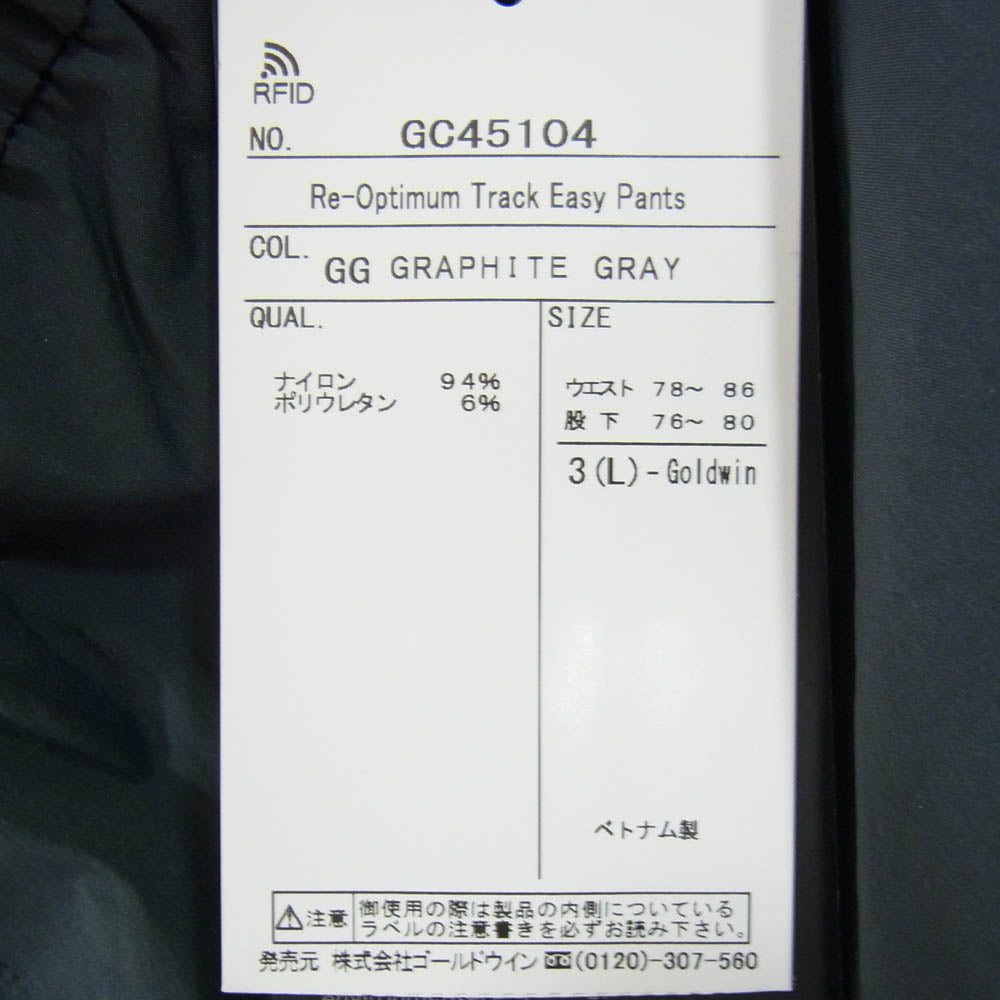 RFID
NO. GC45104
Re-Optimum Track Easy Pants
COL. GG GRAPHITE GRAY
QUAL.
ナイロン 94%
ポリウレタン 6%
SIZE
ウエスト 78～ 86
股下 76～ 80
3(L)-Goldwin
ベトナム製
注意 御使用の際は製品の内側についている
ラベルの注意書きを必ずお読み下さい。
発売元 株式会社ゴールドウイン (0120)-307-560